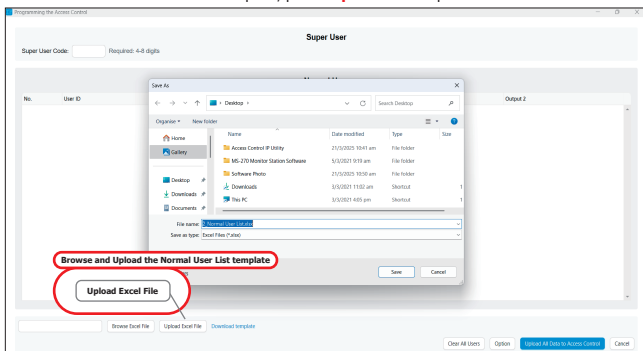 Programming the Access Control
Super User
Super User Code:
Required: 4-8 digits
No.
User ID
Output 2
Save As
Desktop
Search Desktop
Organise
New folder
Home
Gallery
Desktop
Downloads
Documents
Name
Date modified
Type
Size
Access Control IP Utility
21/3/2025 10:41 am
File folder
MS-270 Monitor Station Software
5/3/2021 9:19 am
File folder
Software Photo
21/3/2025 10:50 am
File folder
Downloads
3/3/2021 11:02 am
Shortcut
1
This PC
3/3/2021 4:05 pm
Shortcut
1
File name:
Normal User List.xlsx
Save as type:
Excel Files (*.xlsx)
Save
Cancel
Browse and Upload the Normal User List template
Upload Excel File
Browse Excel File
Upload Excel File
Download template
Clear All Users
Option
Upload All Data to Access Control
Cancel